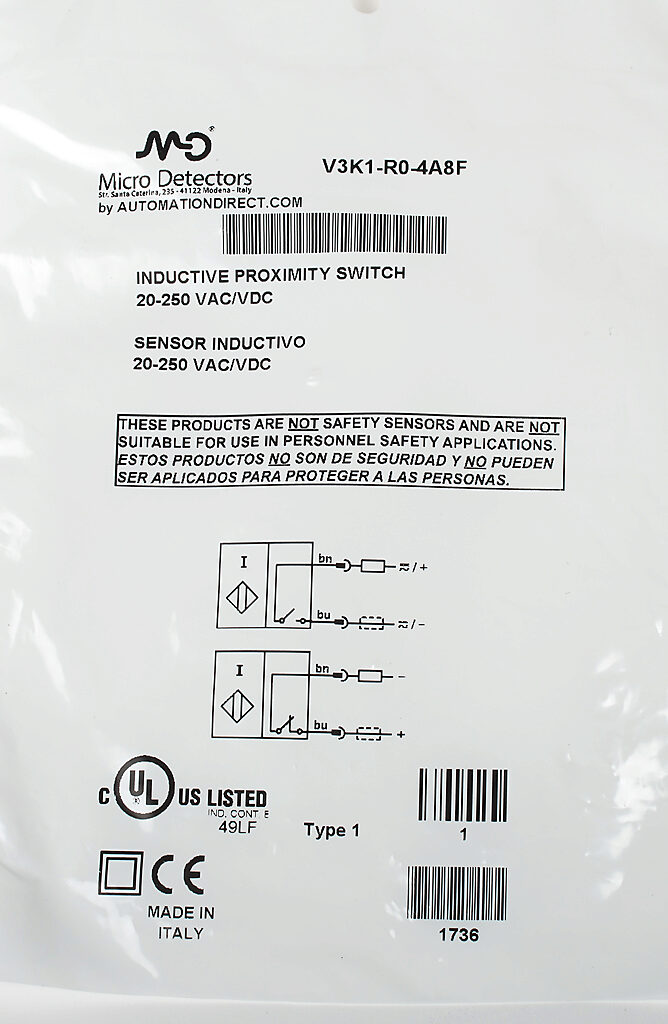 MD®
V3K1-R0-4A8F
Micro Detectors
Str. Santa Caterina, 235 - 41122 Modena - Italy
by AUTOMATIONDIRECT.COM
INDUCTIVE PROXIMITY SWITCH
20-250 VAC/VDC
SENSOR INDUCTIVO
20-250 VAC/VDC
THESE PRODUCTS ARE NOT SAFETY SENSORS AND ARE NOT
SUITABLE FOR USE IN PERSONNEL SAFETY APPLICATIONS.
ESTOS PRODUCTOS NO SON DE SEGURIDAD Y NO PUEDEN
SER APLICADOS PARA PROTEGER A LAS PERSONAS.
I
bn
≂/+
bu
≂/-
I
bn
-
bu
+
C UL US LISTED
IND. CONT E
49LF
Type 1
1
CE
MADE IN
ITALY
1736